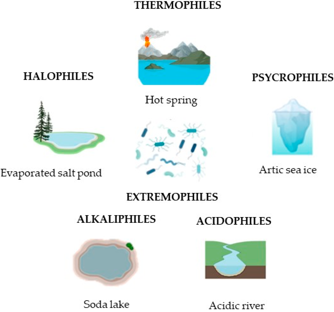 THERMOPHILES
HALOPHILES
PSYCROPHILES
Hot spring
Evaporated salt pond
Artic sea ice
EXTREMOPHILES
ALKALIPHILES
ACIDOPHILES
Soda lake
Acidic river